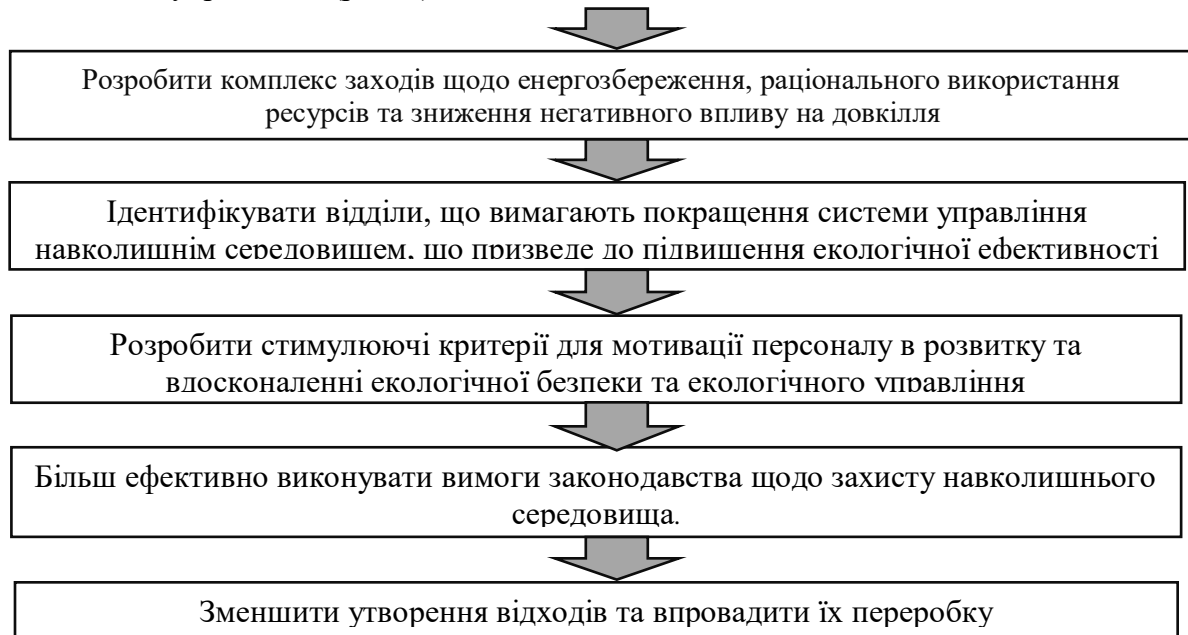 Розробити комплекс заходів щодо енергозбереження, раціонального використання
ресурсів та зниження негативного впливу на довкілля
Ідентифікувати відділи, що вимагають покращення системи управління
навколишнім середовищем, що призведе до підвищення екологічної ефективності
Розробити стимулюючі критерії для мотивації персоналу в розвитку та
вдосконаленні екологічної безпеки та екологічного управління
Більш ефективно виконувати вимоги законодавства щодо захисту навколишнього
середовища.
Зменшити утворення відходів та впровадити їх переробку